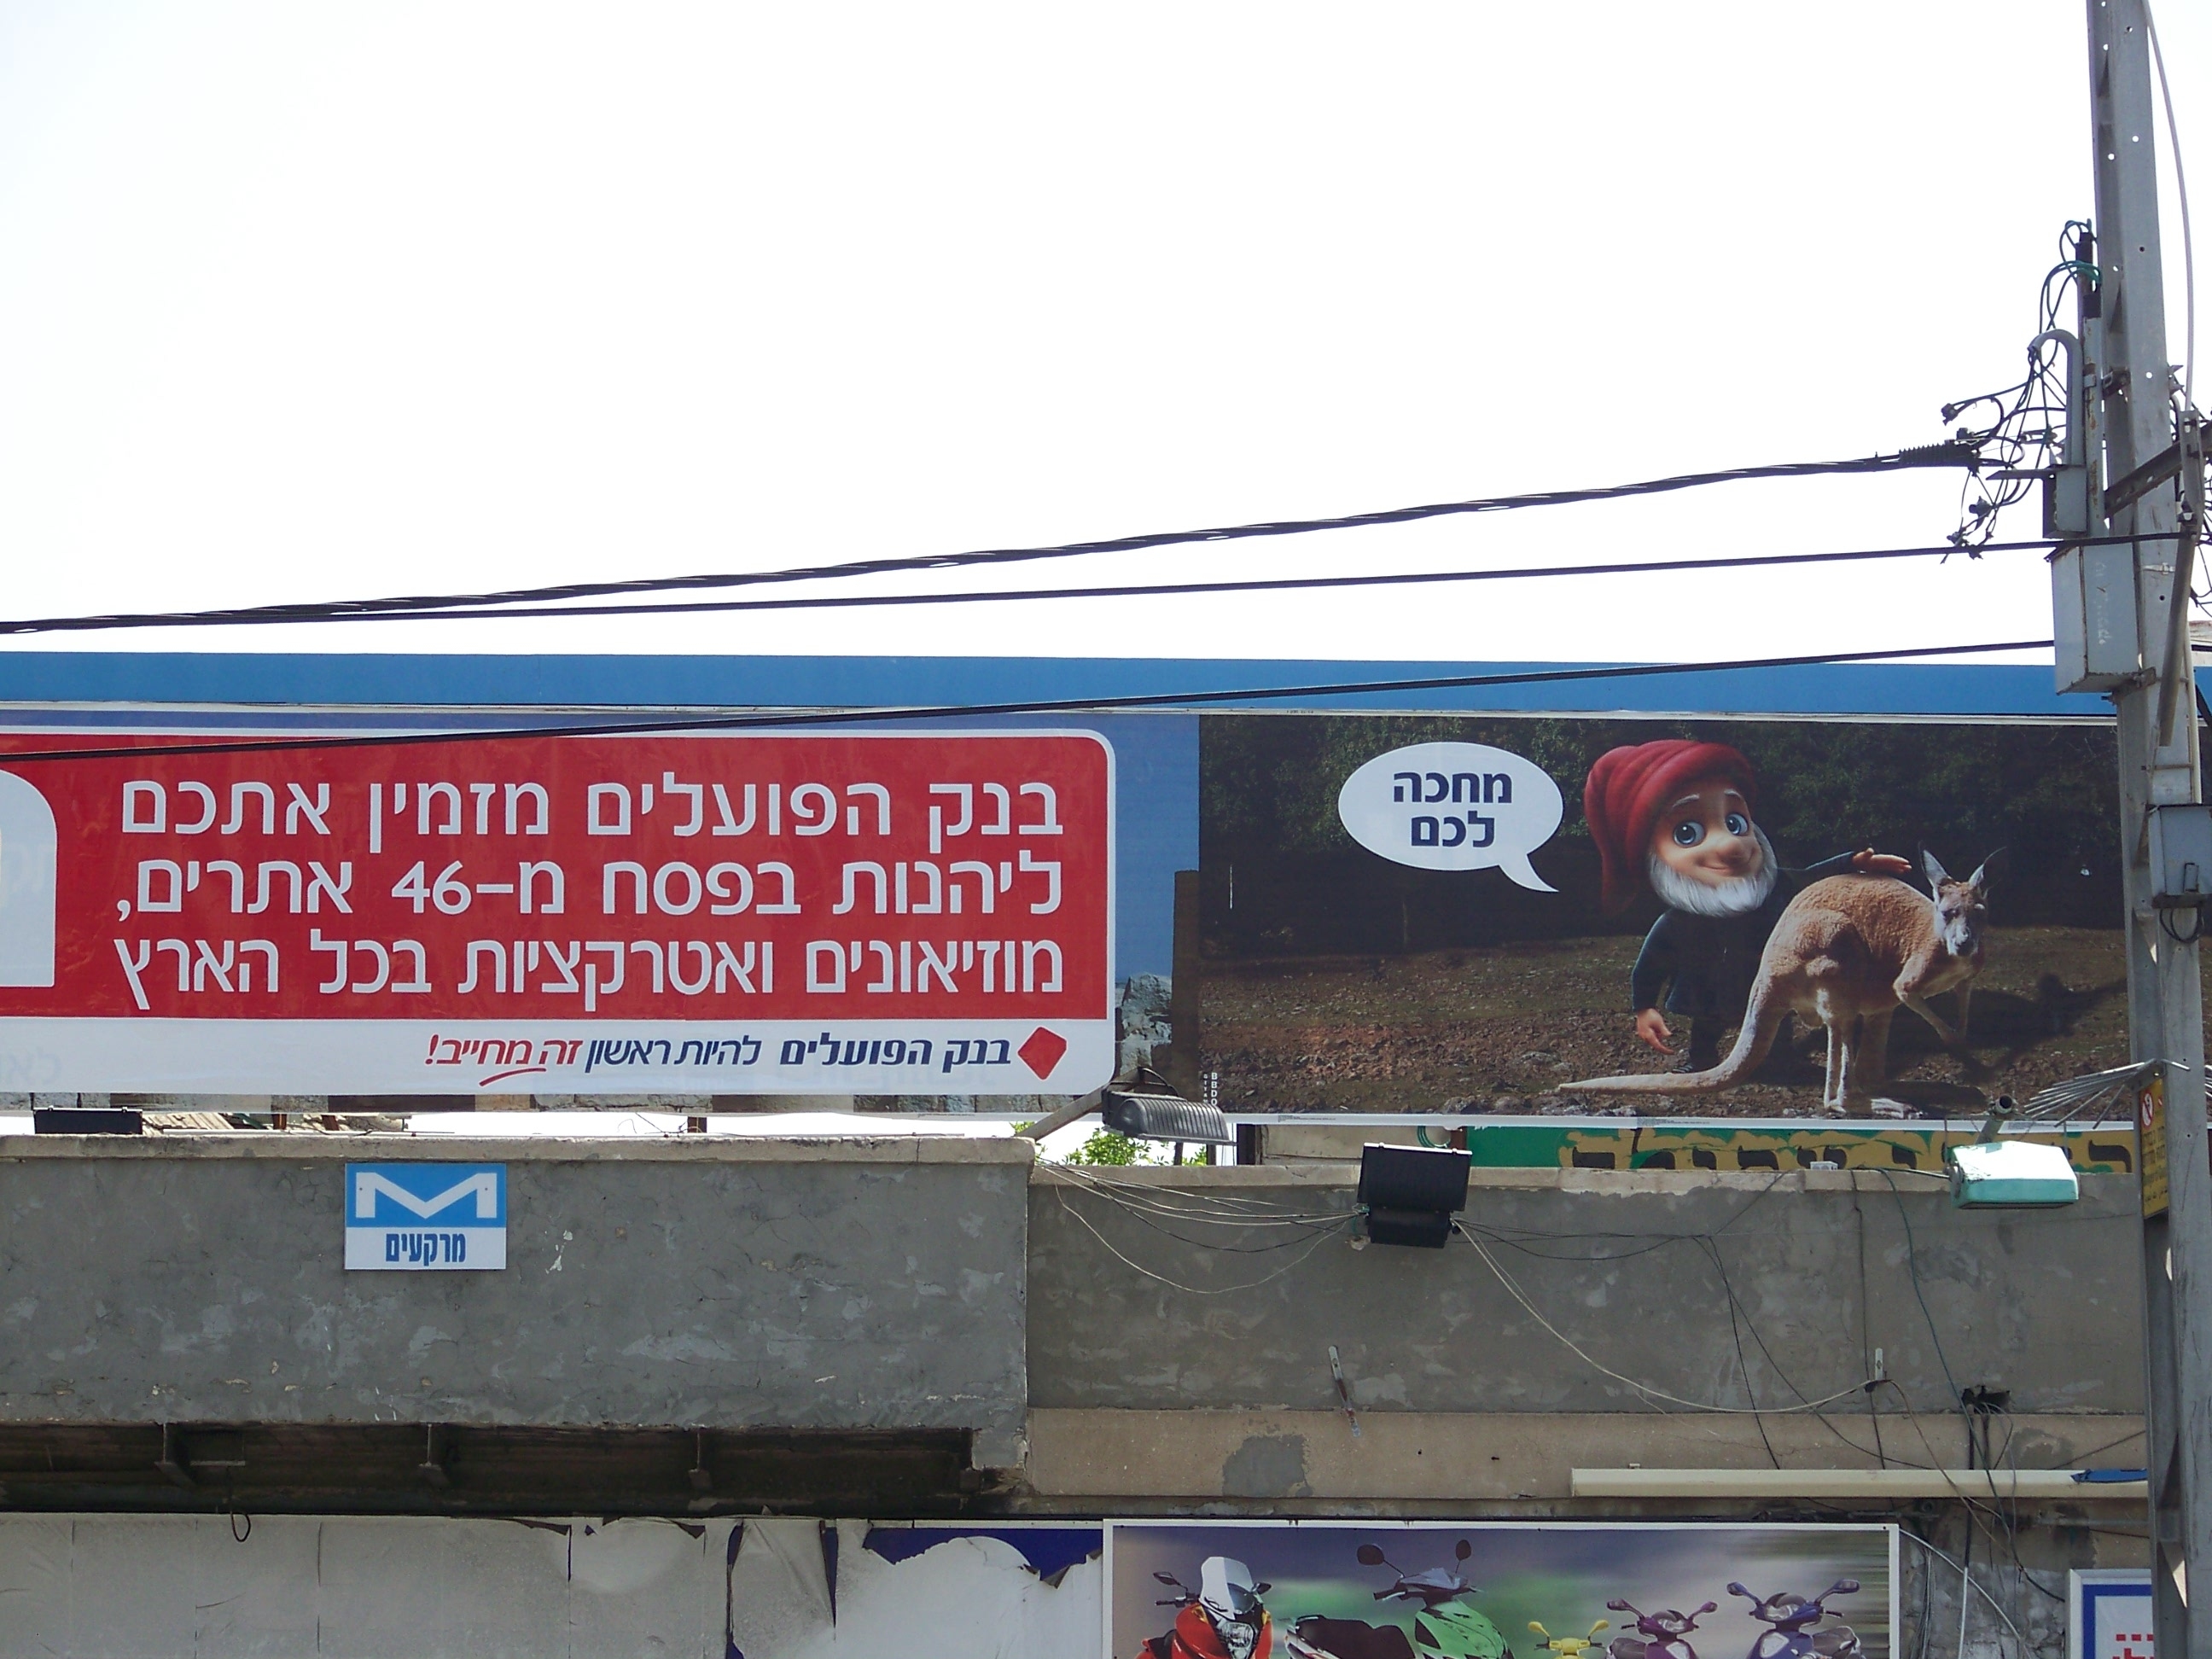 בנק הפועלים מזמין אתכם
ליהנות בפסח מ-46 אתרים,
מוזיאונים ואטרקציות בכל הארץ
בנק הפועלים להיות ראשון זה מחייב!
מחכה
לכם
BBDO
M
מרקעים